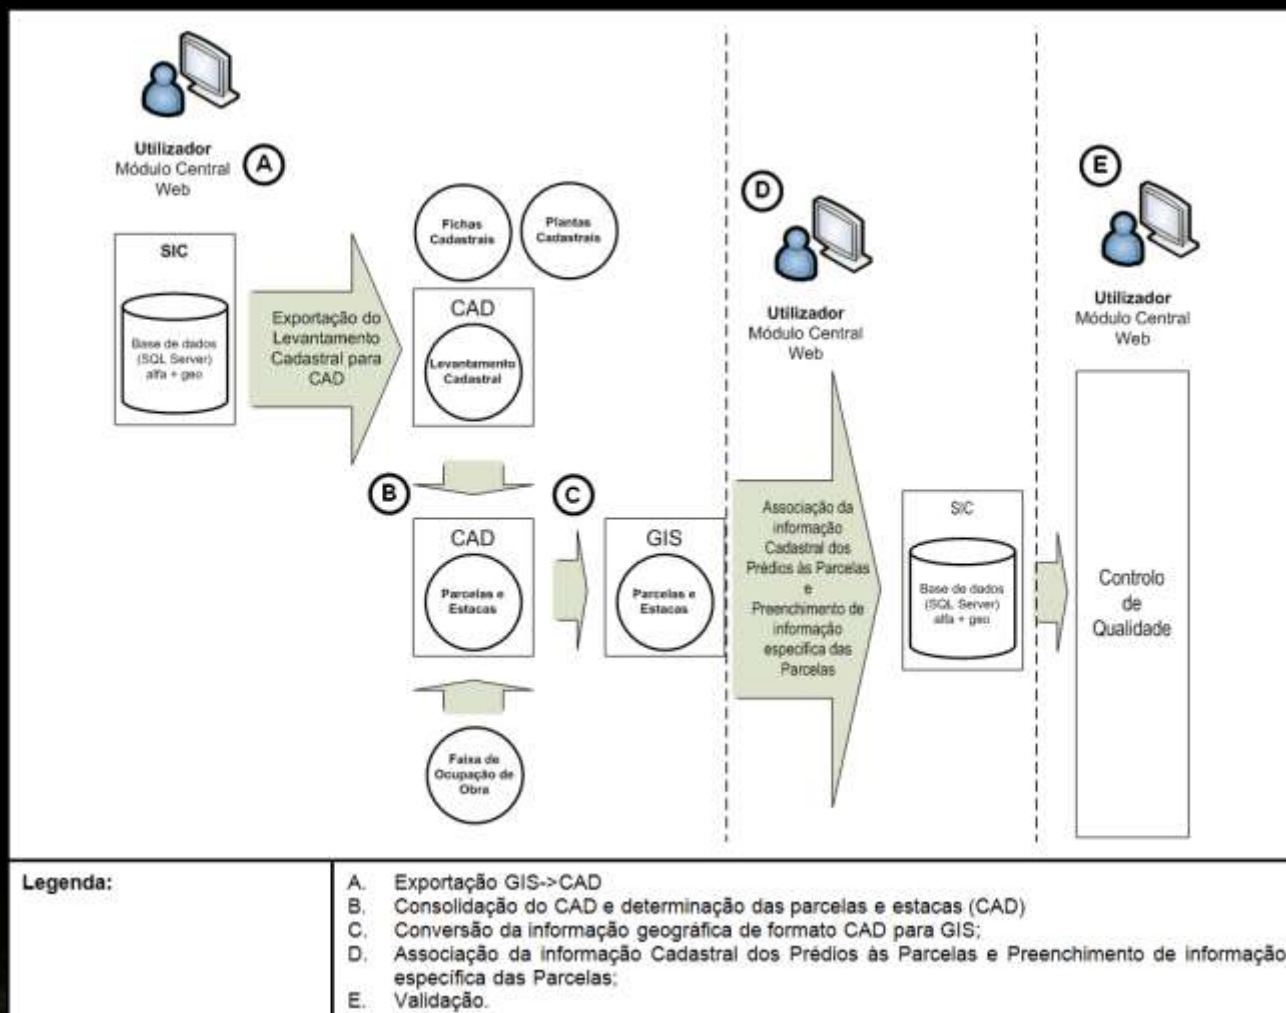 Utilizador
Módulo Central
Web
A
SIC
Base de dados
(SQL Server)
alfa + geo
Exportação do
Levantamento
Cadastral para
CAD
Fichas
Cadastrais
Plantas
Cadastrais
CAD
Levantamento
Cadastral
B
CAD
Parcelas e
Estacas
Faixa de
Ocupação de
Obra
C
GIS
Parcelas e
Estacas
D
Utilizador
Módulo Central
Web
Associação da
informação
Cadastral dos
Prédios às Parcelas
e
Preenchimento de
informação
específica das
Parcelas
SIC
Base de dados
(SQL Server)
alfa + geo
E
Utilizador
Módulo Central
Web
Controlo
de
Qualidade
Legenda:
A. Exportação GIS->CAD
B. Consolidação do CAD e determinação das parcelas e estacas (CAD)
C. Conversão da informação geográfica de formato CAD para GIS;
D. Associação da informação Cadastral dos Prédios às Parcelas e Preenchimento de informação
específica das Parcelas;
E. Validação.